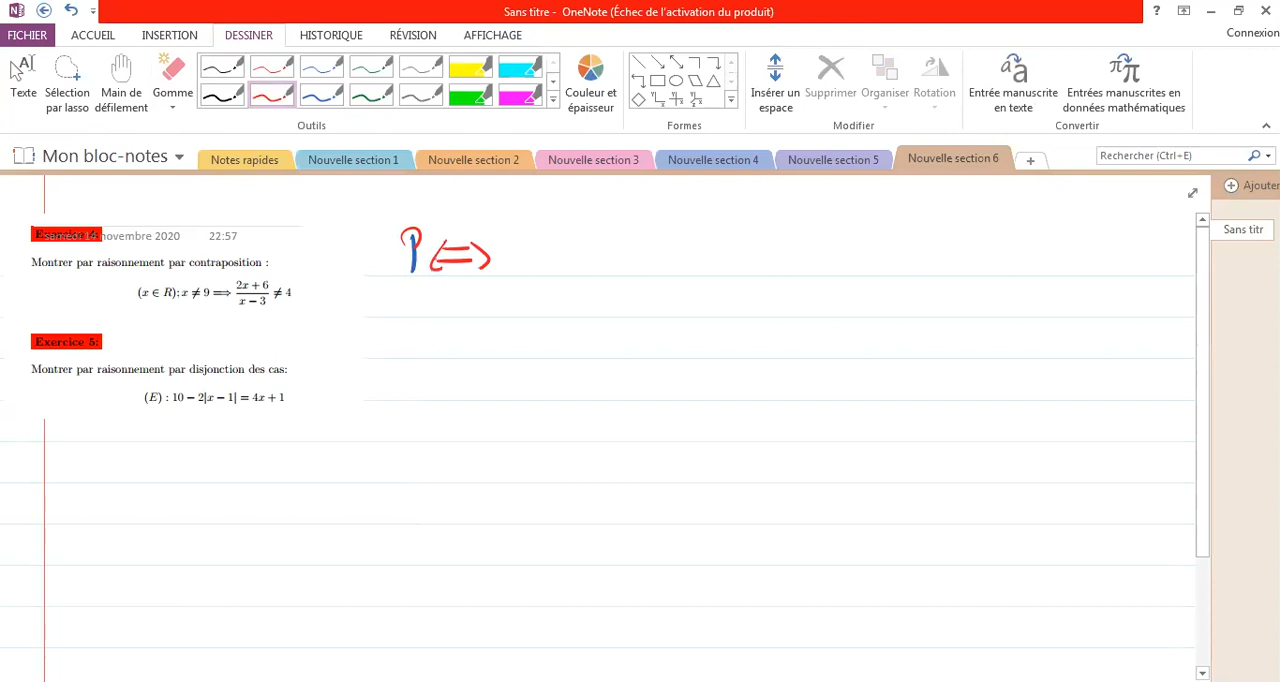 Sans titre - OneNote (Échec de l'activation du produit)
?
FICHIER ACCUEIL INSERTION DESSINER HISTORIQUE RÉVISION AFFICHAGE Connexion
Texte Sélection par lasso Main de défilement Gomme Couleur et épaisseur Insérer un espace Supprimer Organiser Rotation Entrée manuscrite en texte Entrées manuscrites en données mathématiques
Outils Formes Modifier Convertir
Mon bloc-notes Notes rapides Nouvelle section 1 Nouvelle section 2 Nouvelle section 3 Nouvelle section 4 Nouvelle section 5 Nouvelle section 6 + Rechercher (Ctrl+E)
Ajouter
Sans titr
Exercice 4:
samedi 14 novembre 2020 22:57
P ⇔
Montrer par raisonnement par contraposition :
(x ∈ R); x ≠ 9 ⟹ (2x + 6)/(x − 3) ≠ 4
Exercice 5:
Montrer par raisonnement par disjonction des cas:
(E) : 10 − 2|x − 1| = 4x + 1